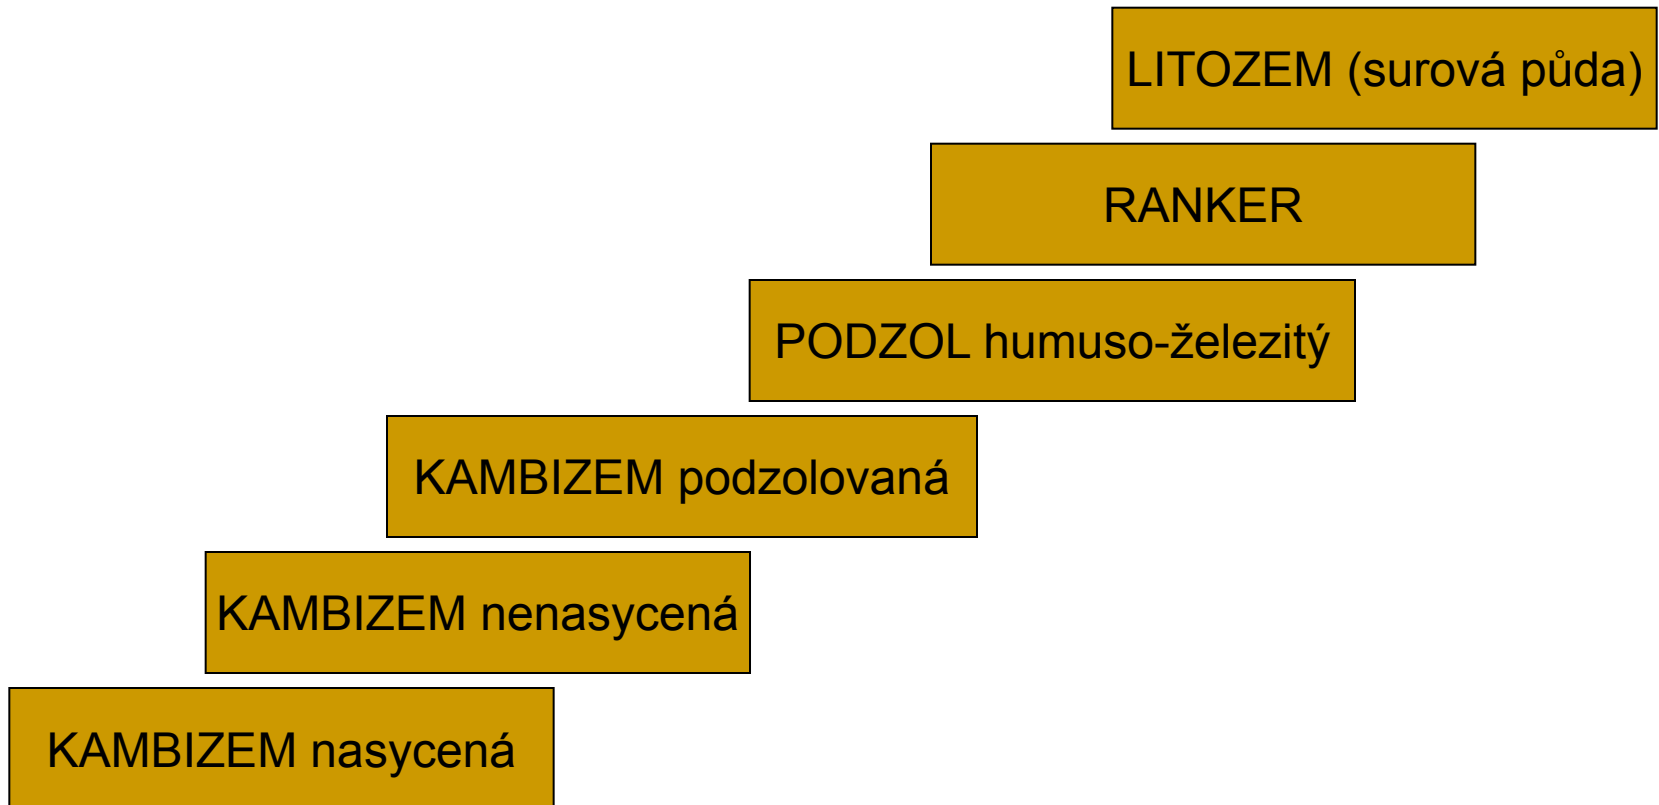 LITOZEM (surová půda)
RANKER
PODZOL humuso-železitý
KAMBIZEM podzolovaná
KAMBIZEM nenasycená
KAMBIZEM nasycená